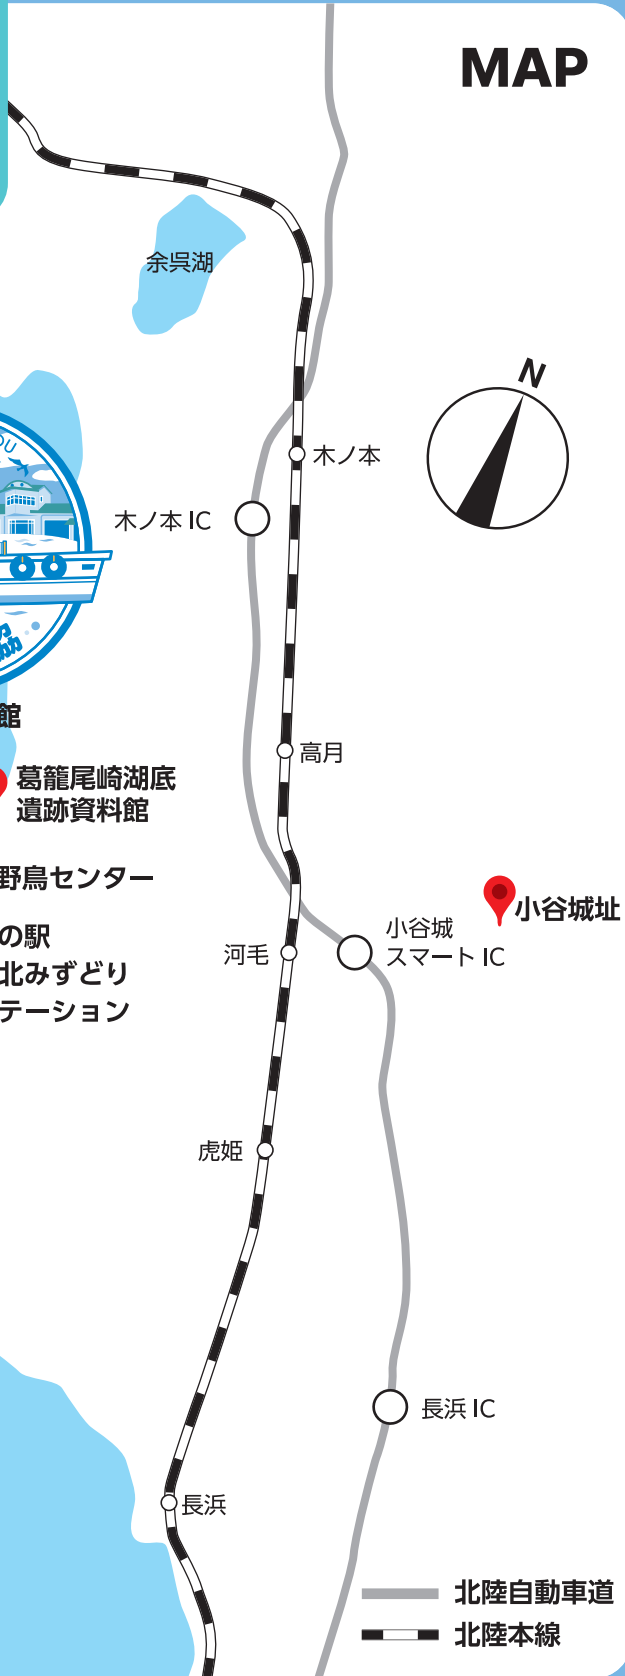 MAP
余呉湖
N
木ノ本
木ノ本 IC
館
高月
葛籠尾崎湖底
遺跡資料館
野鳥センター
小谷城址
の駅
小谷城
スマート IC
河毛
北みずどり
テーション
虎姫
長浜 IC
長浜
北陸自動車道
北陸本線